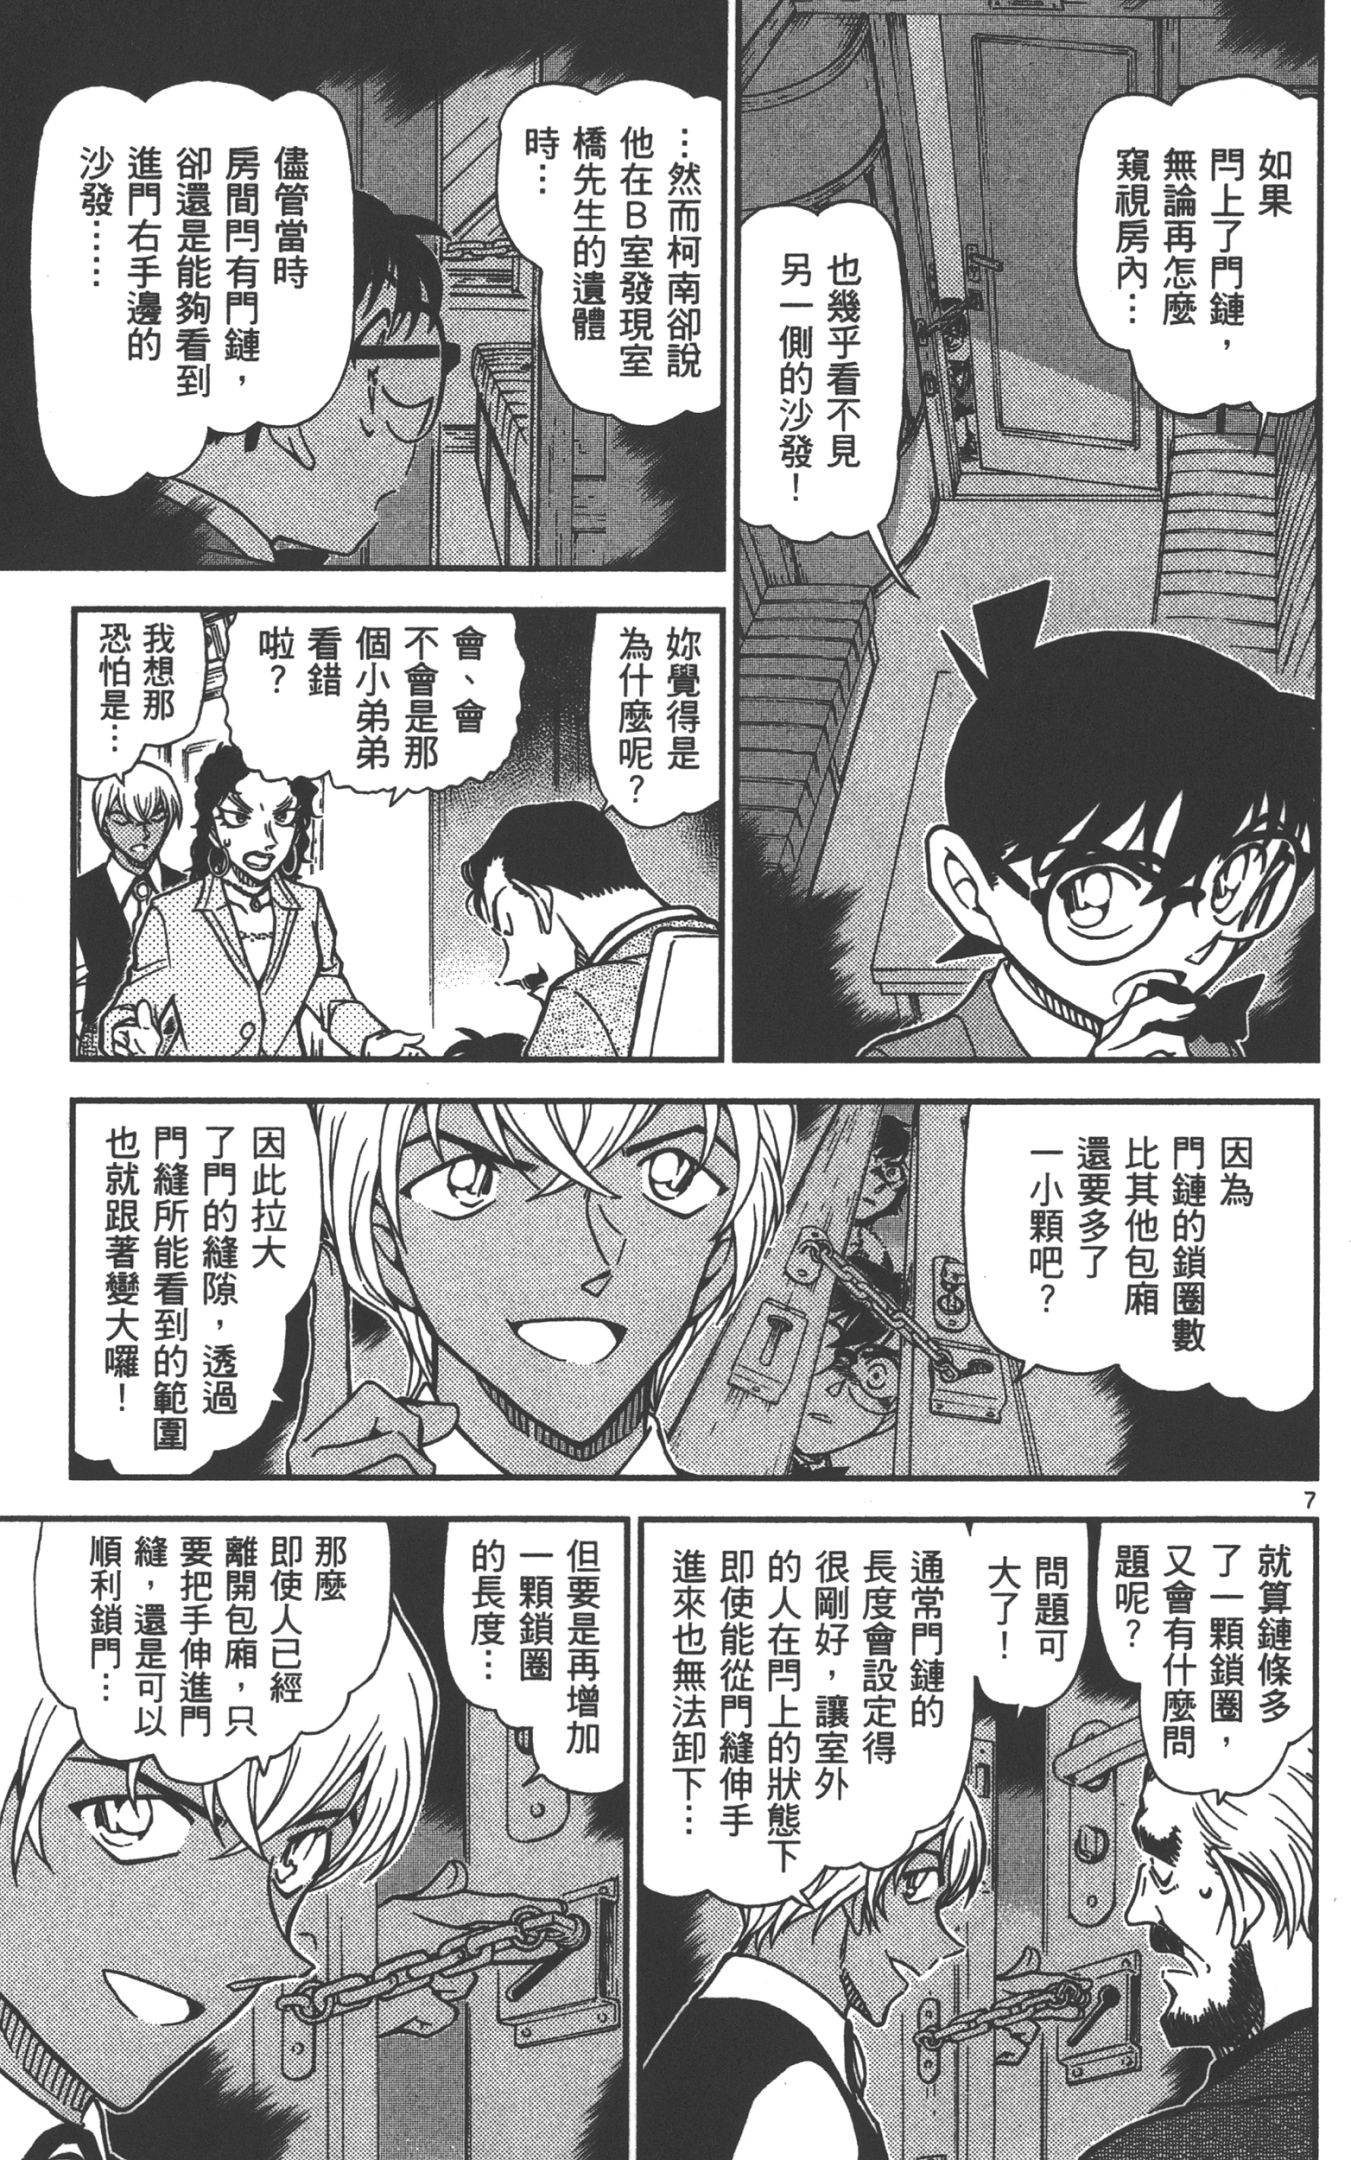 如果
閂上了門鏈，
無論再怎麼
窺視房內…
也幾乎看不見
另一側的沙發！
…然而柯南卻說
他在B室發現室
橋先生的遺體
時…
儘管當時
房間閂有門鏈，
卻還是能夠看到
進門右手邊的
沙發……
妳覺得是
為什麼呢？
會、會
不會是那
個小弟弟
看錯
啦？
我想那
恐怕是…
因為
門鏈的鎖圈數
比其他包廂
還要多了
一小顆吧？
因此拉大
了門的縫隙，透過
門縫所能看到的範圍
也就跟著變大囉！
7
就算鏈條多
了一顆鎖圈，
又會有什麼問
題呢？
問題可
大了！
通常門鏈的
長度會設定得
很剛好，讓室外
的人在閂上的狀態下
即使能從門縫伸手
進來也無法卸下…
但要是再增加
一顆鎖圈
的長度…
那麼
即使人已經
離開包廂，只
要把手伸進門
縫，還是可以
順利鎖門…